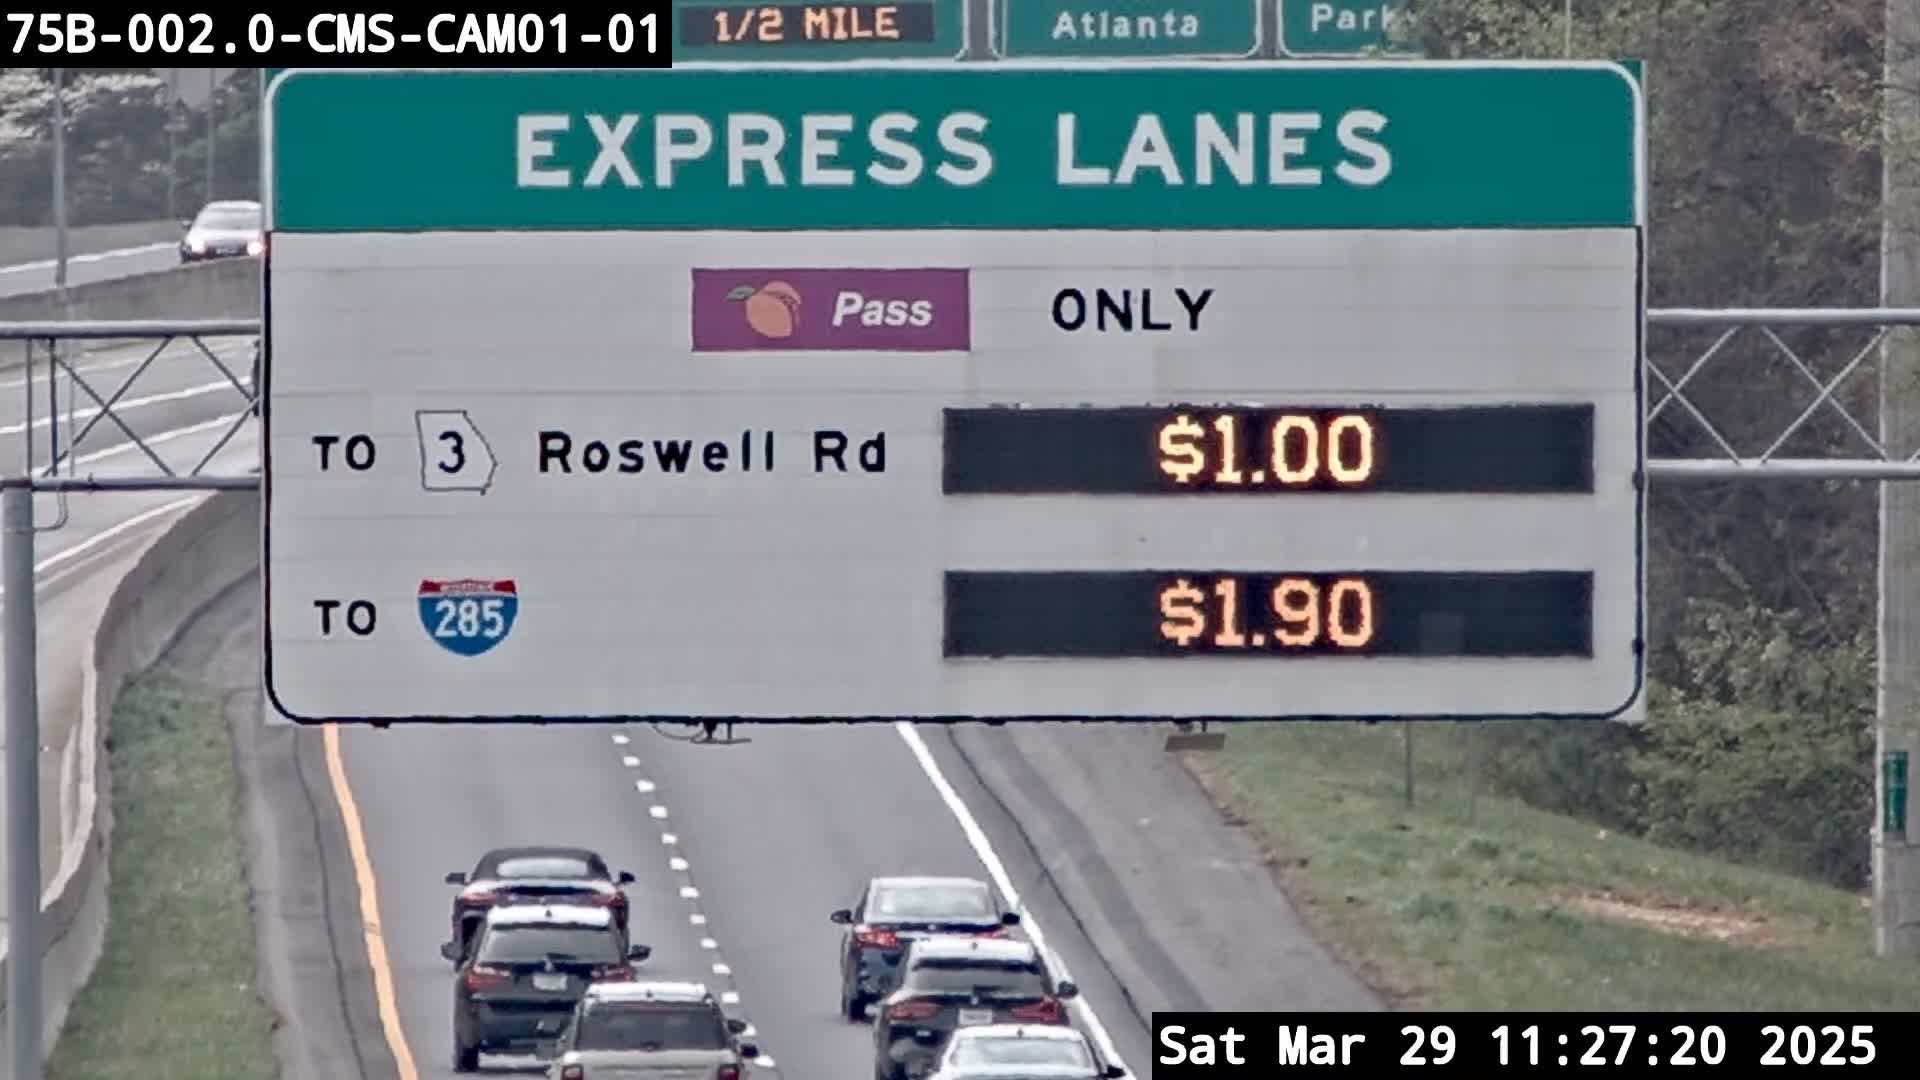 75B-002.0-CMS-CAM01-01
1/2 MILE
Atlanta
Park
EXPRESS LANES
Pass ONLY
TO 3 Roswell Rd $1.00
TO 285 $1.90
Sat Mar 29 11:27:20 2025